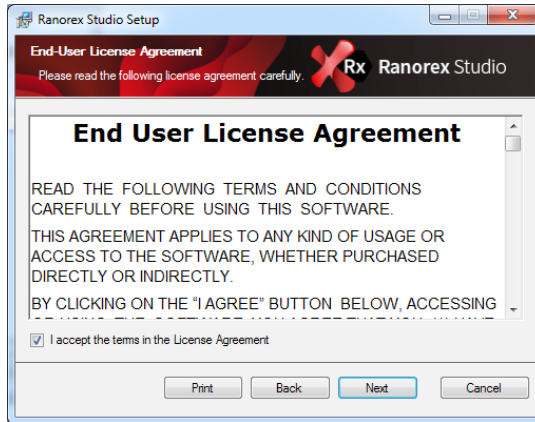 Ranorex Studio Setup
End-User License Agreement
Please read the following license agreement carefully.
Rx Ranorex Studio
End User License Agreement
READ THE FOLLOWING TERMS AND CONDITIONS
CAREFULLY BEFORE USING THIS SOFTWARE.
THIS AGREEMENT APPLIES TO ANY KIND OF USAGE OR
ACCESS TO THE SOFTWARE, WHETHER PURCHASED
DIRECTLY OR INDIRECTLY.
BY CLICKING ON THE “I AGREE” BUTTON BELOW, ACCESSING
I accept the terms in the License Agreement
Print
Back
Next
Cancel